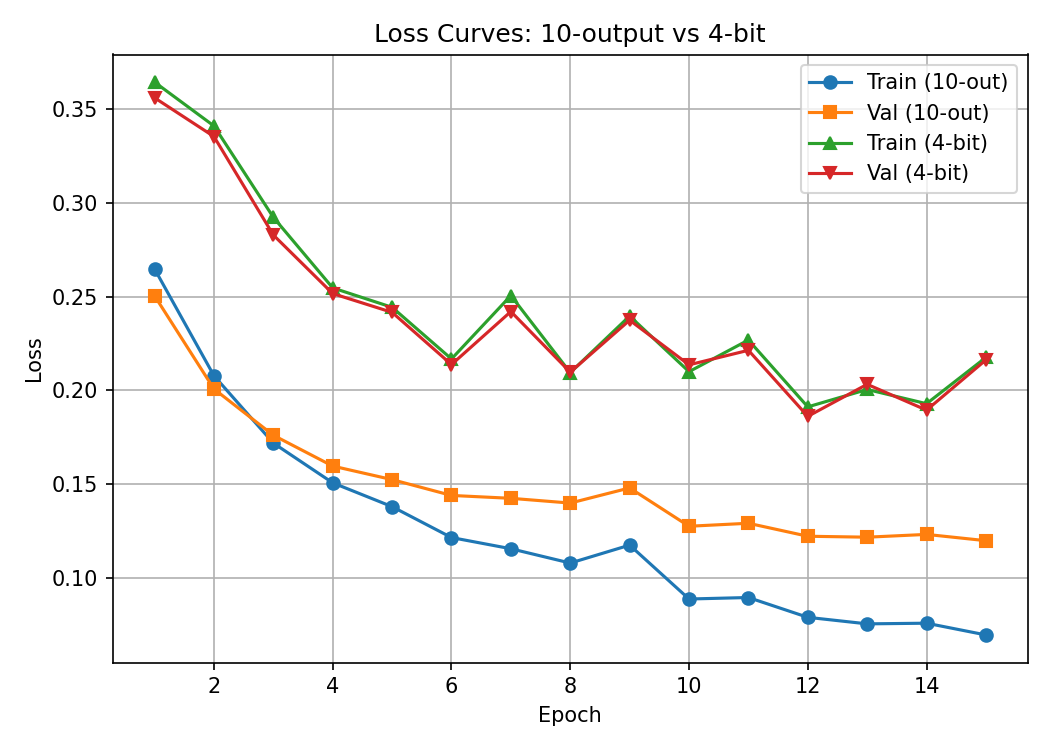 Loss Curves: 10-output vs 4-bit
Train (10-out)
Val (10-out)
Train (4-bit)
Val (4-bit)
Loss
0.35
0.30
0.25
0.20
0.15
0.10
2 4 6 8 10 12 14
Epoch